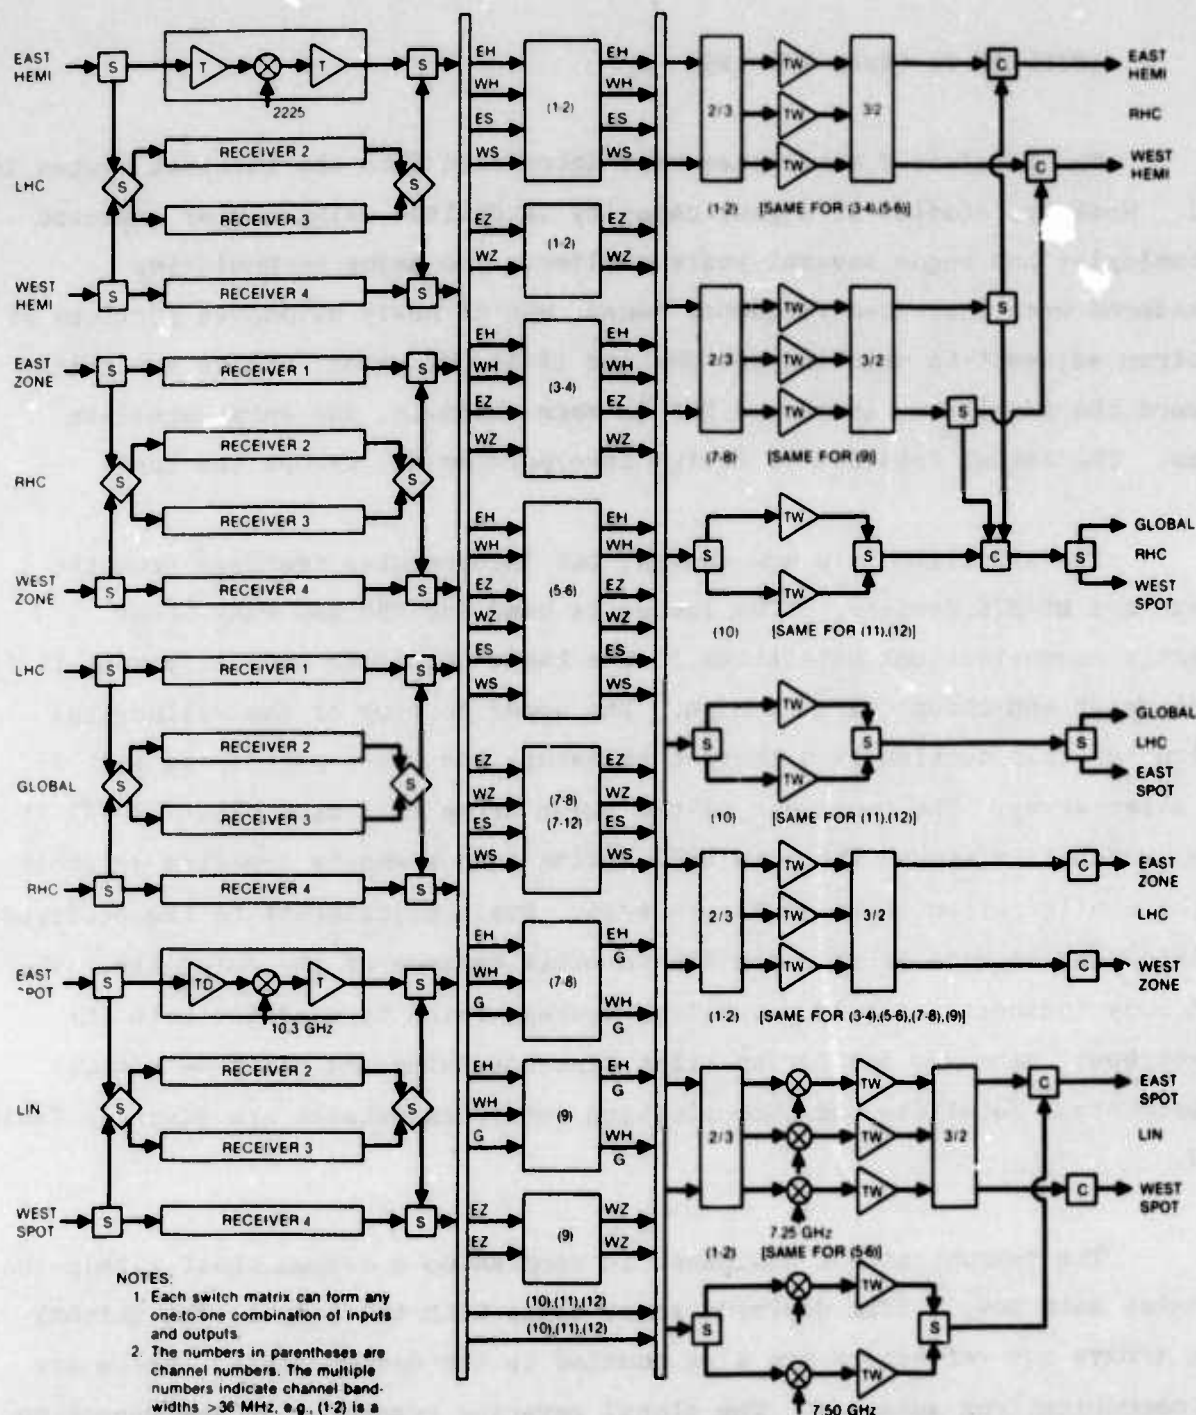 EAST HEMI
S
T
T
2225
S
RECEIVER 2
LHC
S
S
RECEIVER 3
WEST HEMI
S
RECEIVER 4
S
EAST ZONE
S
RECEIVER 1
S
RECEIVER 2
RHC
S
S
RECEIVER 3
WEST ZONE
S
RECEIVER 4
S
LHC
S
RECEIVER 1
S
RECEIVER 2
GLOBAL
S
S
RECEIVER 3
RHC
S
RECEIVER 4
S
EAST
S
TD
T
10.3 GHz
S
RECEIVER 2
LIN
S
S
RECEIVER 3
WEST SPOT
S
RECEIVER 4
S
NOTES:
1. Each switch matrix can form any
one-to-one combination of inputs
and outputs
2. The numbers in parentheses are
channel numbers. The multiple
numbers indicate channel band-
widths >36 MHz, e.g., (1-2) is a
EH EH
WH (1-2) WH
ES ES
WS WS
EZ EZ
(1-2)
WZ WZ
EH EH
WH WH
(3-4)
EZ EZ
WZ WZ
EH EH
WH WH
(5-6)
EZ EZ
WZ WZ
ES ES
WS WS
EZ EZ
WZ (7-8) WZ
ES (7-12) ES
WS WS
EH EH
G
WH (7-8)
G WH
G
EH EH
G
WH (9)
G WH
G
EZ WZ
(9)
EZ WZ
(10),(11),(12)
(10),(11),(12)
2/3 TW TW TW 3/2
C EAST HEMI
RHC
C WEST HEMI
(1-2) [SAME FOR (3-4),(5-6)]
2/3 TW TW TW 3/2
S
S
(7-8) [SAME FOR (9)]
S TW TW S C S
GLOBAL
RHC
WEST SPOT
(10) [SAME FOR (11),(12)]
S TW TW S S
GLOBAL
LHC
EAST SPOT
(10) [SAME FOR (11),(12)]
2/3 TW TW TW 3/2
C EAST ZONE
LHC
C WEST ZONE
(1-2) [SAME FOR (3-4),(5-6),(7-8),(9)]
2/3 TW TW TW 3/2
C EAST SPOT
LIN
C WEST SPOT
7.25 GHz
(1-2) [SAME FOR (5-6)]
S TW TW S
7.50 GHz